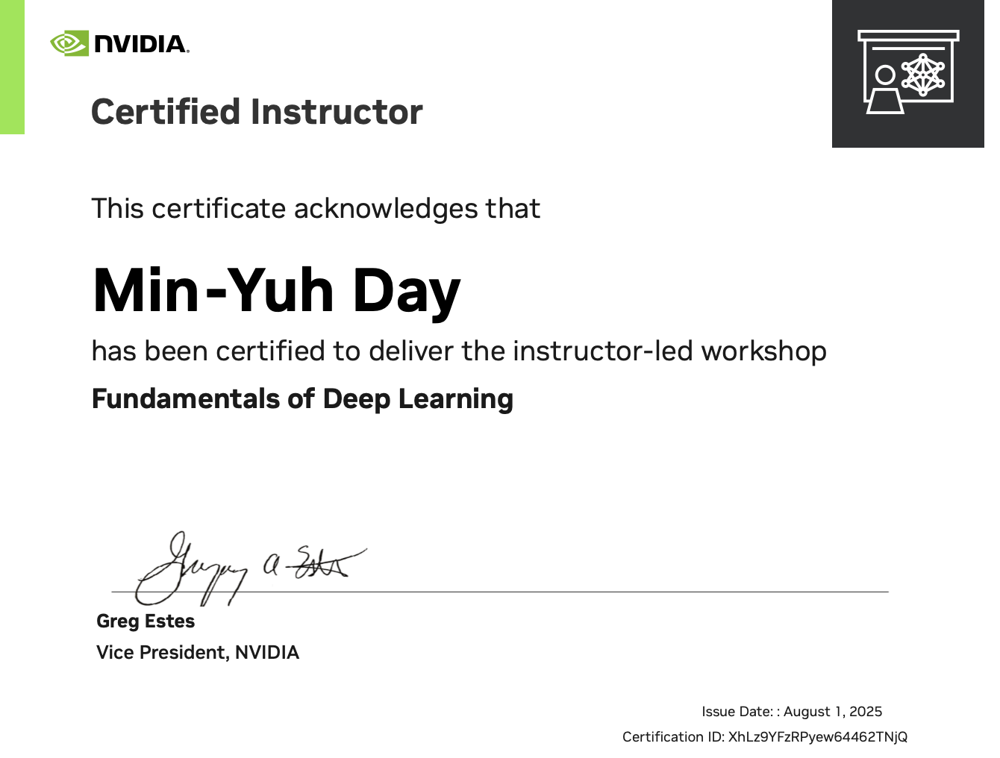 NVIDIA.
Certified Instructor
This certificate acknowledges that
Min-Yuh Day
has been certified to deliver the instructor-led workshop
Fundamentals of Deep Learning
Gregory A Estes
Greg Estes
Vice President, NVIDIA
Issue Date: : August 1, 2025
Certification ID: XhLz9YFzRPyew64462TNjQ